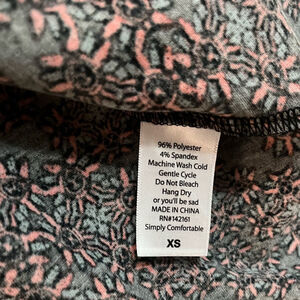 96% Polyester
4% Spandex
Machine Wash Cold
Gentle Cycle
Do Not Bleach
Hang Dry
or you'll be sad
MADE IN CHINA
RN#142161
Simply Comfortable
XS